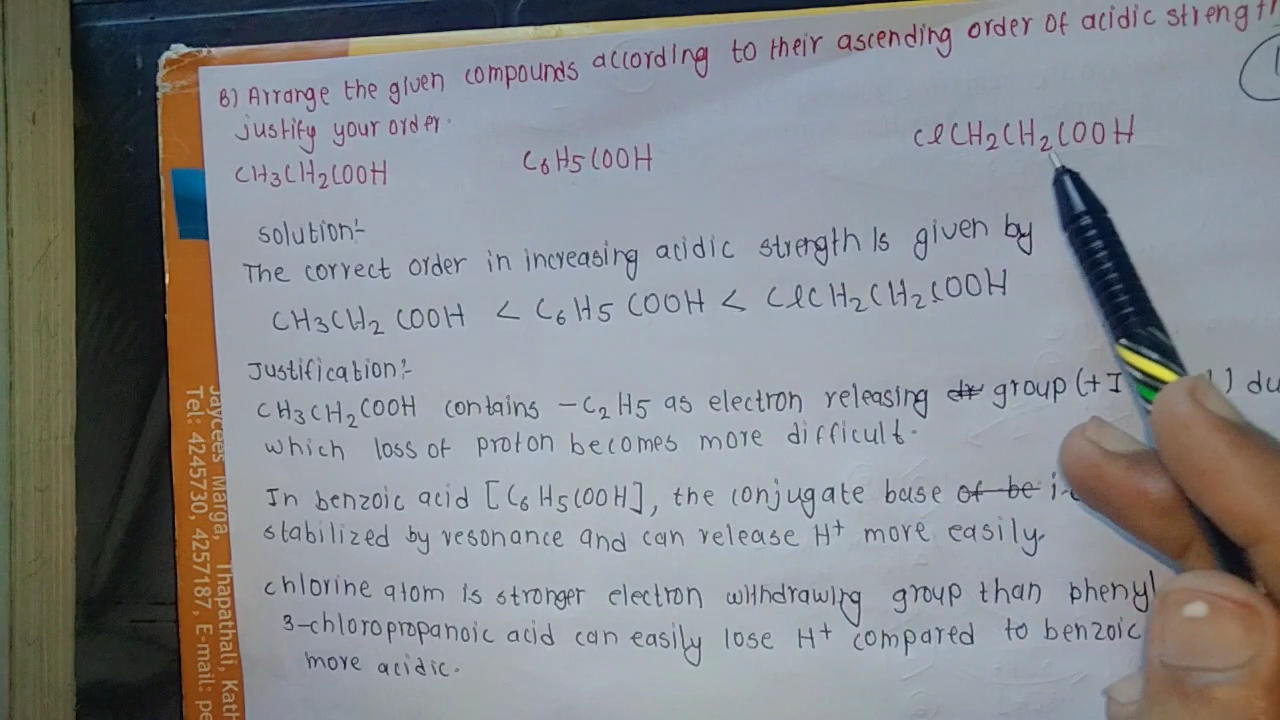 B) Arrange the given compounds according to their ascending order of acidic strength
justify your order.
CH3CH2COOH C6H5COOH ClCH2CH2COOH
Solution:-
The correct order in increasing acidic strength is given by
CH3CH2COOH < C6H5COOH < ClCH2CH2COOH
Justification:-
CH3CH2COOH contains -C2H5 as electron releasing group (+I
which loss of proton becomes more difficult.
In benzoic acid [C6H5COOH], the conjugate base of be
stabilized by resonance and can release H+ more easily.
chlorine atom is stronger electron withdrawing group than phenyl
3-chloropropanoic acid can easily lose H+ compared to benzoic
more acidic.
Jaycees Marga, Thapathali, Kath
Tel: 4245730, 4257187, E-mail: pe